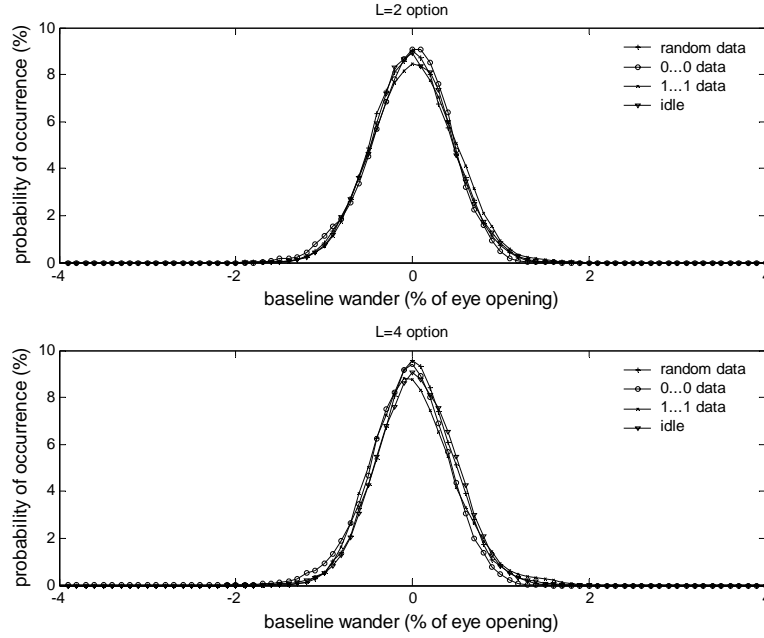 L=2 option
probability of occurrence (%)
10
8
6
4
2
0
-4
-2
0
2
4
random data
0...0 data
1...1 data
idle
baseline wander (% of eye opening)
L=4 option
probability of occurrence (%)
10
8
6
4
2
0
-4
-2
0
2
4
random data
0...0 data
1...1 data
idle
baseline wander (% of eye opening)